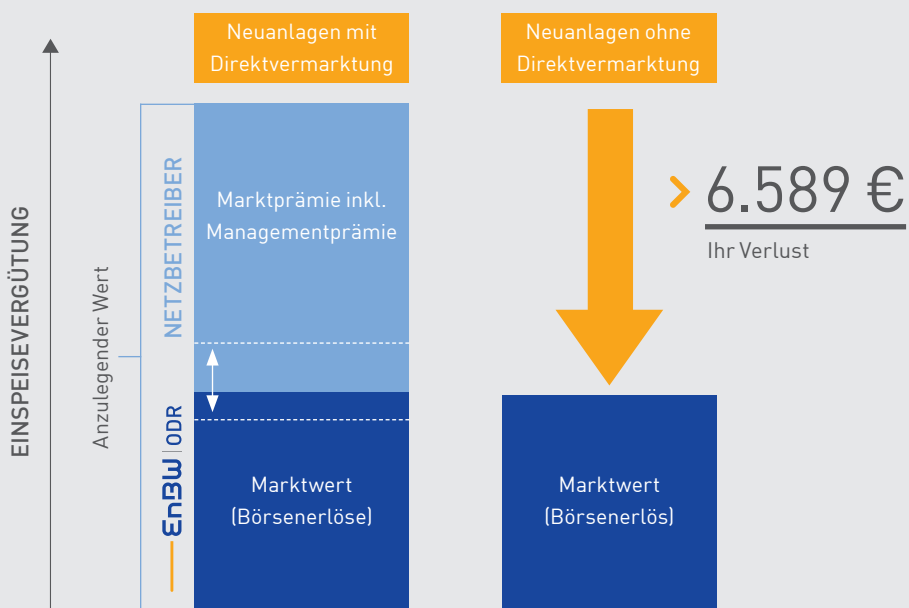 Neuanlagen mit
Direktvermarktung
Neuanlagen ohne
Direktvermarktung
EINSPEISEVERGÜTUNG
Anzulegender Wert
NETZBETREIBER
EnBW | ODR
Marktprämie inkl.
Managementprämie
Marktwert
(Börsenerlöse)
6.589 €
Ihr Verlust
Marktwert
(Börsenerlös)